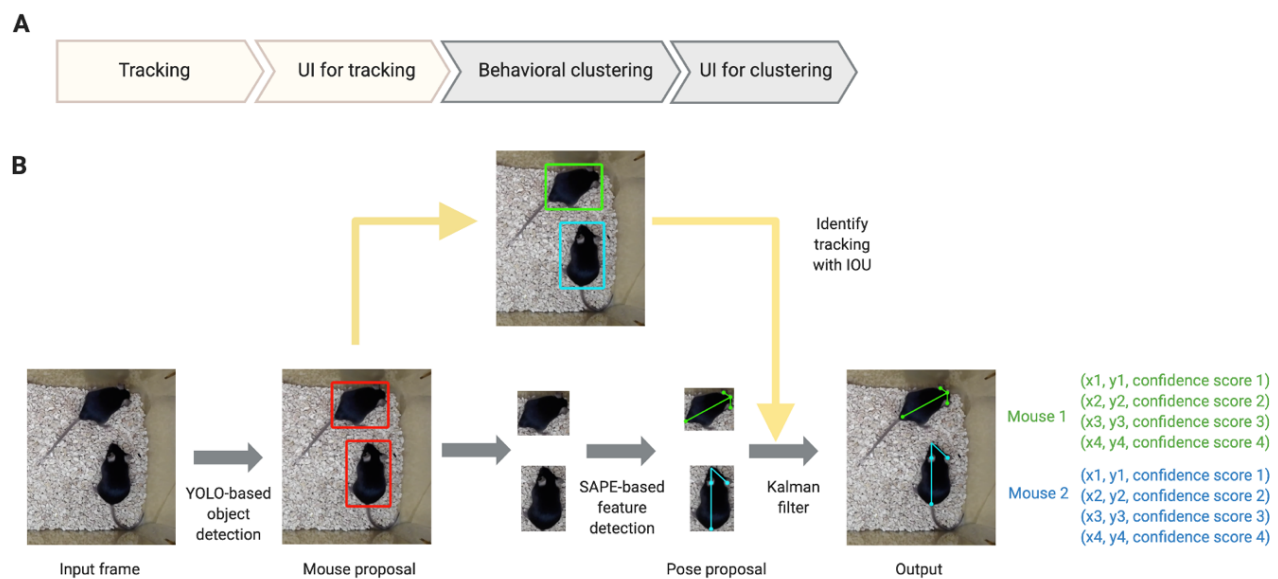 A
Tracking
UI for tracking
Behavioral clustering
UI for clustering
B
Identify
tracking
with IOU
YOLO-based
object
detection
SAPE-based
feature
detection
Kalman
filter
Mouse 1
(x1, y1, confidence score 1)
(x2, y2, confidence score 2)
(x3, y3, confidence score 3)
(x4, y4, confidence score 4)
Mouse 2
(x1, y1, confidence score 1)
(x2, y2, confidence score 2)
(x3, y3, confidence score 3)
(x4, y4, confidence score 4)
Input frame
Mouse proposal
Pose proposal
Output